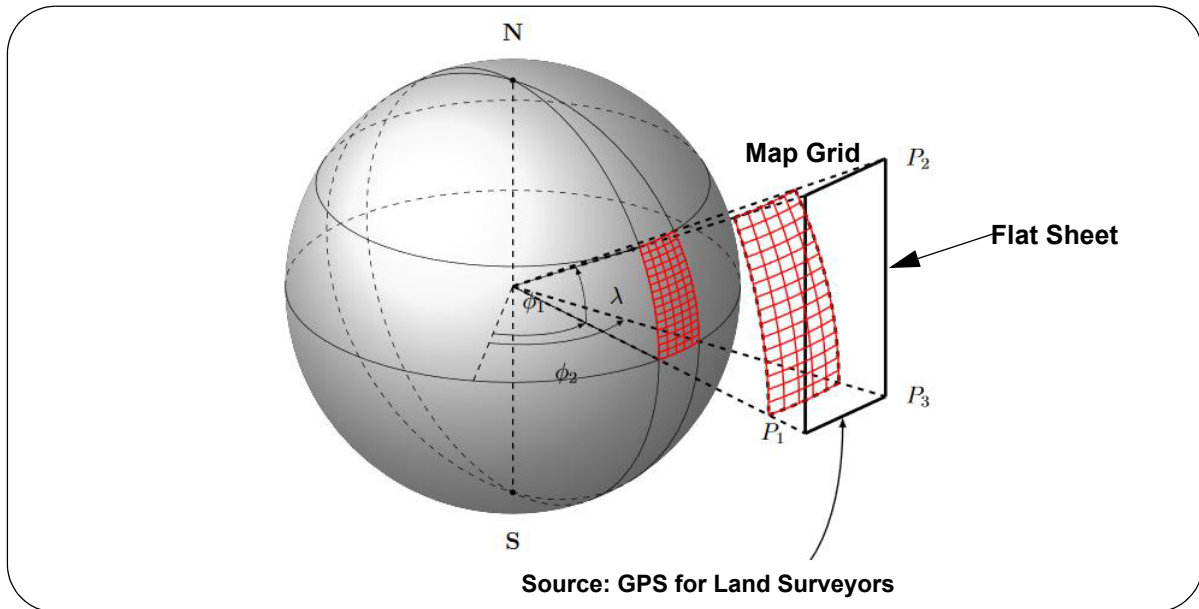 N
Map Grid
P₂
Flat Sheet
λ
ϕ₁
ϕ₂
P₃
P₁
S
Source: GPS for Land Surveyors